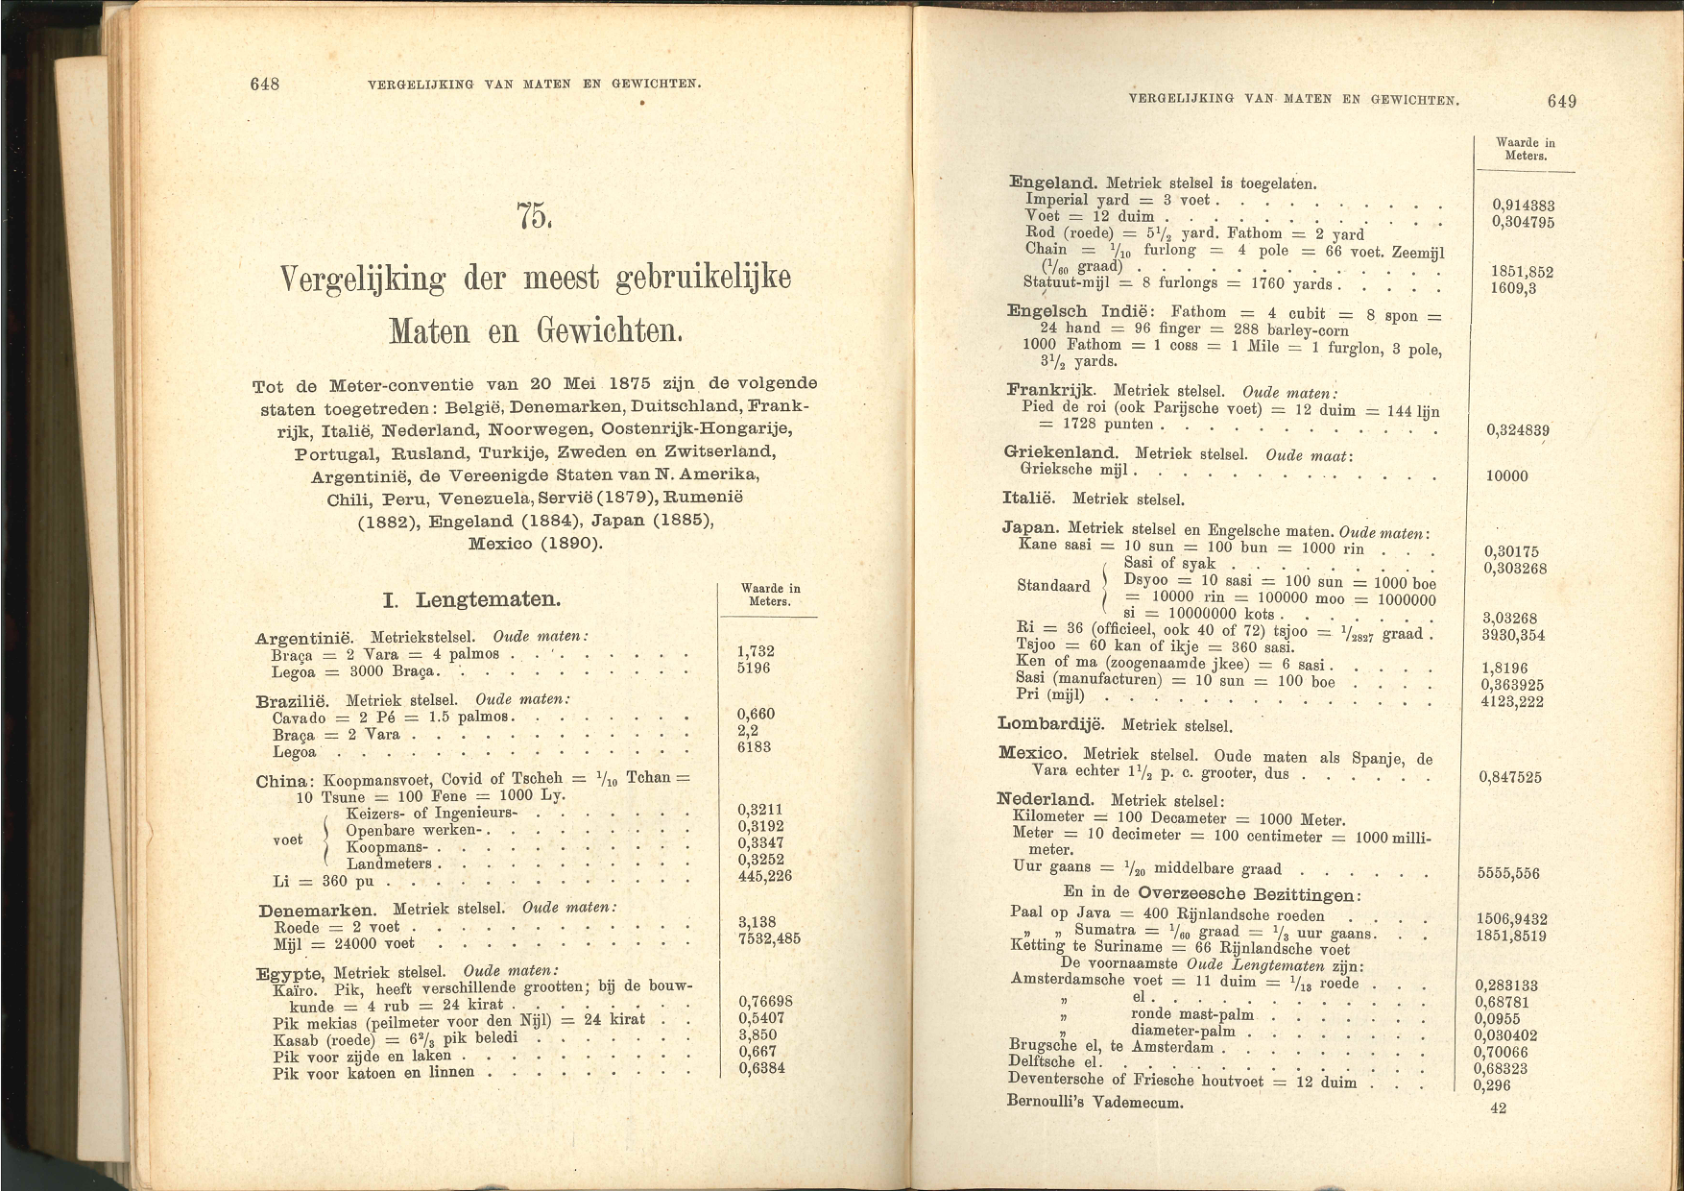 648 VERGELIJKING VAN MATEN EN GEWICHTEN.
75.
Vergelijking der meest gebruikelijke
Maten en Gewichten.
Tot de Meter-conventie van 20 Mei 1875 zijn de volgende
staten toegetreden: België, Denemarken, Duitschland, Frank-
rijk, Italië, Nederland, Noorwegen, Oostenrijk-Hongarije,
Portugal, Rusland, Turkije, Zweden en Zwitserland,
Argentinië, de Vereenigde Staten van N. Amerika,
Chili, Peru, Venezuela, Servië (1879), Rumenië
(1882), Engeland (1884), Japan (1885),
Mexico (1890).
I. Lengtematen.
Waarde in
Meters.
Argentinië. Metriekstelsel. Oude maten:
Braça = 2 Vara = 4 palmos . . . . . . . . 1,732
Legoa = 3000 Braça. . . . . . . . . . 5196
Brazilië. Metriek stelsel. Oude maten:
Cavado = 2 Pé = 1.5 palmos. . . . . . . . 0,660
Braça = 2 Vara . . . . . . . . . . . . 2,2
Legoa . . . . . . . . . . . . . . . 6183
China: Koopmansvoet, Covid of Tscheh = 1/10 Tchan =
10 Tsune = 100 Fene = 1000 Ly.
Keizers- of Ingenieurs- . . . . . . . 0,3211
Openbare werken- . . . . . . . . . 0,3192
voet
Koopmans- . . . . . . . . . . . 0,3347
Landmeters . . . . . . . . . . . 0,3252
Li = 360 pu . . . . . . . . . . . . . 445,226
Denemarken. Metriek stelsel. Oude maten:
Roede = 2 voet . . . . . . . . . . . . 3,138
Mijl = 24000 voet . . . . . . . . . . . 7532,485
Egypte, Metriek stelsel. Oude maten:
Kaïro. Pik, heeft verschillende grootten; bij de bouw-
kunde = 4 rub = 24 kirat . . . . . . . . 0,76698
Pik mekias (peilmeter voor den Nijl) = 24 kirat . . 0,5407
Kasab (roede) = 6 2/3 pik beledi . . . . . . . 3,850
Pik voor zijde en laken . . . . . . . . . . 0,667
Pik voor katoen en linnen . . . . . . . . . 0,6384
VERGELIJKING VAN MATEN EN GEWICHTEN. 649
Waarde in
Meters.
Engeland. Metriek stelsel is toegelaten.
Imperial yard = 3 voet . . . . . . . . . . 0,914383
Voet = 12 duim . . . . . . . . . . . . 0,304795
Rod (roede) = 5 1/2 yard. Fathom = 2 yard
Chain = 1/10 furlong = 4 pole = 66 voet. Zeemijl
(1/60 graad) . . . . . . . . . . . . . 1851,852
Statuut-mijl = 8 furlongs = 1760 yards . . . . . 1609,3
Engelsch Indië: Fathom = 4 cubit = 8 spon =
24 hand = 96 finger = 288 barley-corn
1000 Fathom = 1 coss = 1 Mile = 1 furglon, 3 pole,
3 1/2 yards.
Frankrijk. Metriek stelsel. Oude maten:
Pied de roi (ook Parijsche voet) = 12 duim = 144 lijn
= 1728 punten . . . . . . . . . . . . 0,324839
Griekenland. Metriek stelsel. Oude maat:
Grieksche mijl . . . . . . . . . . . . . 10000
Italië. Metriek stelsel.
Japan. Metriek stelsel en Engelsche maten. Oude maten:
Kane sasi = 10 sun = 100 bun = 1000 rin . . . 0,30175
Sasi of syak . . . . . . . . . 0,303268
Standaard
Dsyoo = 10 sasi = 100 sun = 1000 boe
= 10000 rin = 100000 moo = 1000000
si = 10000000 kots . . . . . . . 3,03268
Ri = 36 (officieel, ook 40 of 72) tsjoo = 1/2827 graad . 3930,354
Tsjoo = 60 kan of ikje = 360 sasi.
Ken of ma (zoogenaamde jkee) = 6 sasi . . . . . 1,8196
Sasi (manufacturen) = 10 sun = 100 boe . . . . 0,363925
Pri (mijl) . . . . . . . . . . . . . . 4123,222
Lombardijë. Metriek stelsel.
Mexico. Metriek stelsel. Oude maten als Spanje, de
Vara echter 1 1/2 p. c. grooter, dus . . . . . . 0,847525
Nederland. Metriek stelsel:
Kilometer = 100 Decameter = 1000 Meter.
Meter = 10 decimeter = 100 centimeter = 1000 milli-
meter.
Uur gaans = 1/20 middelbare graad . . . . . . 5555,556
En in de Overzeesche Bezittingen:
Paal op Java = 400 Rijnlandsche roeden . . . . 1506,9432
„ „ Sumatra = 1/60 graad = 1/3 uur gaans. . . 1851,8519
Ketting te Suriname = 66 Rijnlandsche voet
De voornaamste Oude Lengtematen zijn:
Amsterdamsche voet = 11 duim = 1/13 roede . . . 0,283133
„ el . . . . . . . . . . . . 0,68781
„ ronde mast-palm . . . . . . . 0,0955
„ diameter-palm . . . . . . . . 0,030402
Brugsche el, te Amsterdam . . . . . . . . . 0,70066
Delftsche el. . . . . . . . . . . . . . 0,68323
Deventersche of Friesche houtvoet = 12 duim . . . 0,296
Bernoulli's Vademecum. 42